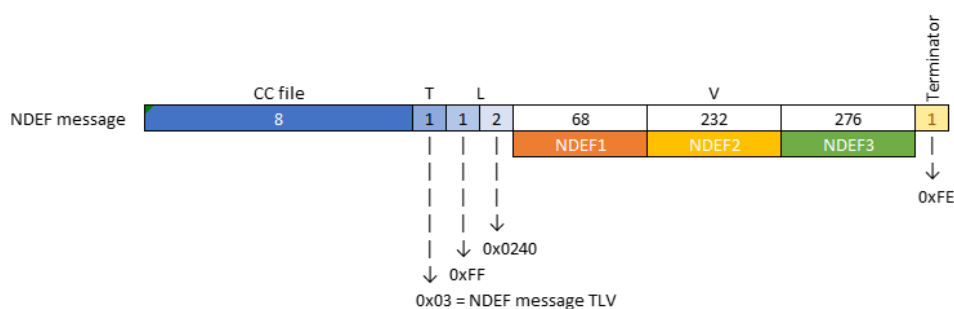 Terminator
CC file T L V
NDEF message 8 1 1 2 68 232 276 1
NDEF1 NDEF2 NDEF3
0xFE
0x0240
0xFF
0x03 = NDEF message TLV